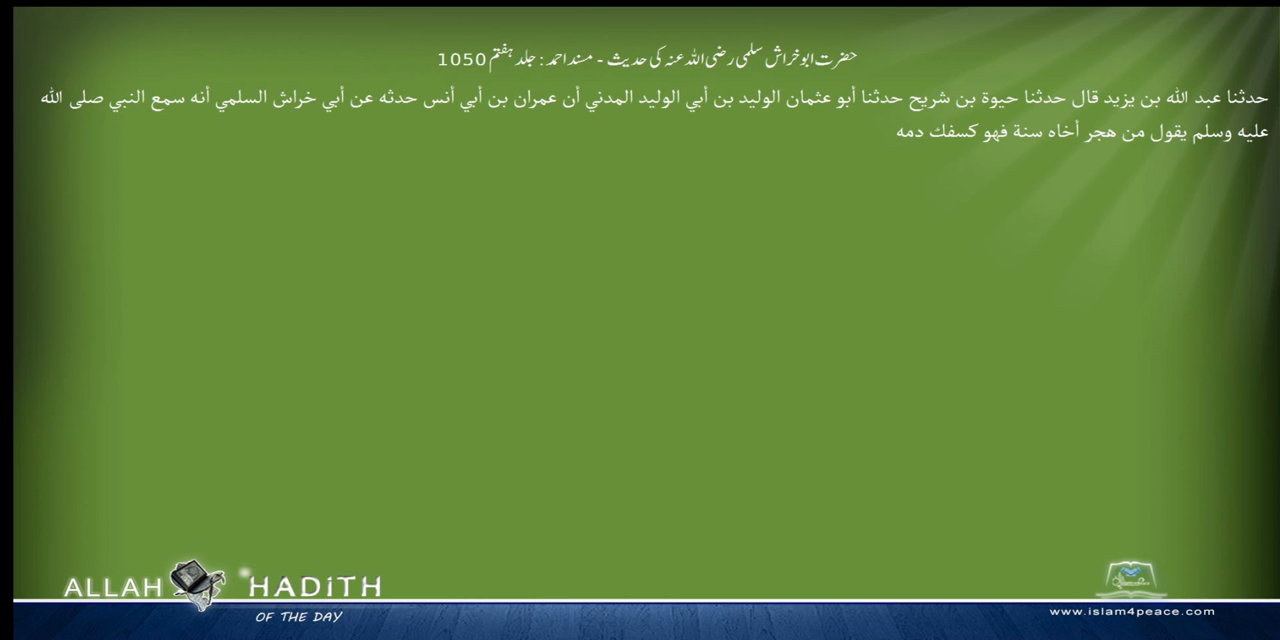 حضرت ابوخراش سلمی رضی اللہ عنہ کی حدیث - مسند احمد : جلد ہفتم 1050
حدثنا عبد الله بن يزيد قال حدثنا حيوة بن شريح حدثنا أبو عثمان الوليد بن أبي الوليد المدني أن عمران بن أبي أنس حدثه عن أبي خراش السلمي أنه سمع النبي صلى الله
عليه وسلم يقول من هجر أخاه سنة فهو كسفك دمه
ALLAH HADITH
OF THE DAY
www.islam4peace.com